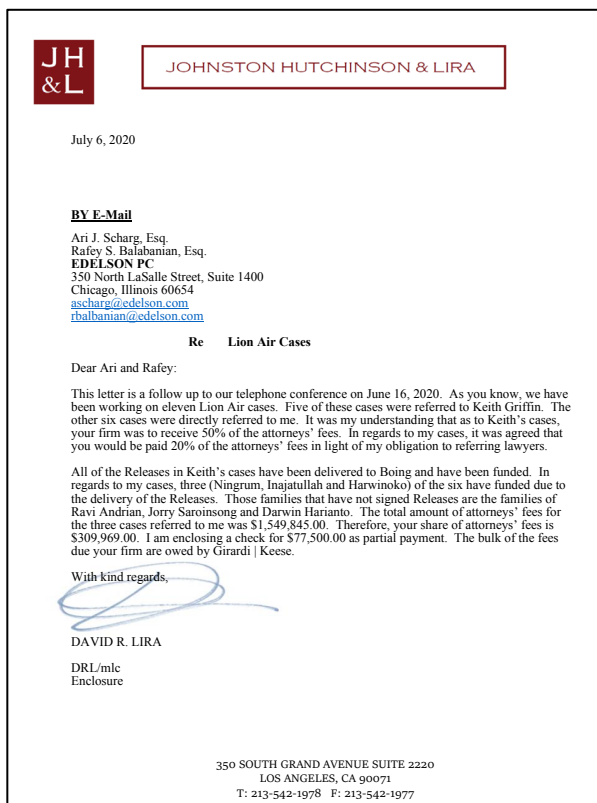 JH
&L
JOHNSTON HUTCHINSON & LIRA
July 6, 2020
BY E-Mail
Ari J. Scharg, Esq.
Rafey S. Balabanian, Esq.
EDELSON PC
350 North LaSalle Street, Suite 1400
Chicago, Illinois 60654
ascharg@edelson.com
rbalbanian@edelson.com
Re Lion Air Cases
Dear Ari and Rafey:
This letter is a follow up to our telephone conference on June 16, 2020. As you know, we have
been working on eleven Lion Air cases. Five of these cases were referred to Keith Griffin. The
other six cases were directly referred to me. It was my understanding that as to Keith's cases,
your firm was to receive 50% of the attorneys' fees. In regards to my cases, it was agreed that
you would be paid 20% of the attorneys' fees in light of my obligation to referring lawyers.
All of the Releases in Keith's cases have been delivered to Boing and have been funded. In
regards to my cases, three (Ningrum, Inajatullah and Harwinoko) of the six have funded due to
the delivery of the Releases. Those families that have not signed Releases are the families of
Ravi Andrian, Jorry Saroinsong and Darwin Harianto. The total amount of attorneys' fees for
the three cases referred to me was $1,549,845.00. Therefore, your share of attorneys' fees is
$309,969.00. I am enclosing a check for $77,500.00 as partial payment. The bulk of the fees
due your firm are owed by Girardi | Keese.
With kind regards,
DAVID R. LIRA
DRL/mlc
Enclosure
350 SOUTH GRAND AVENUE SUITE 2220
LOS ANGELES, CA 90071
T: 213-542-1978 F: 213-542-1977